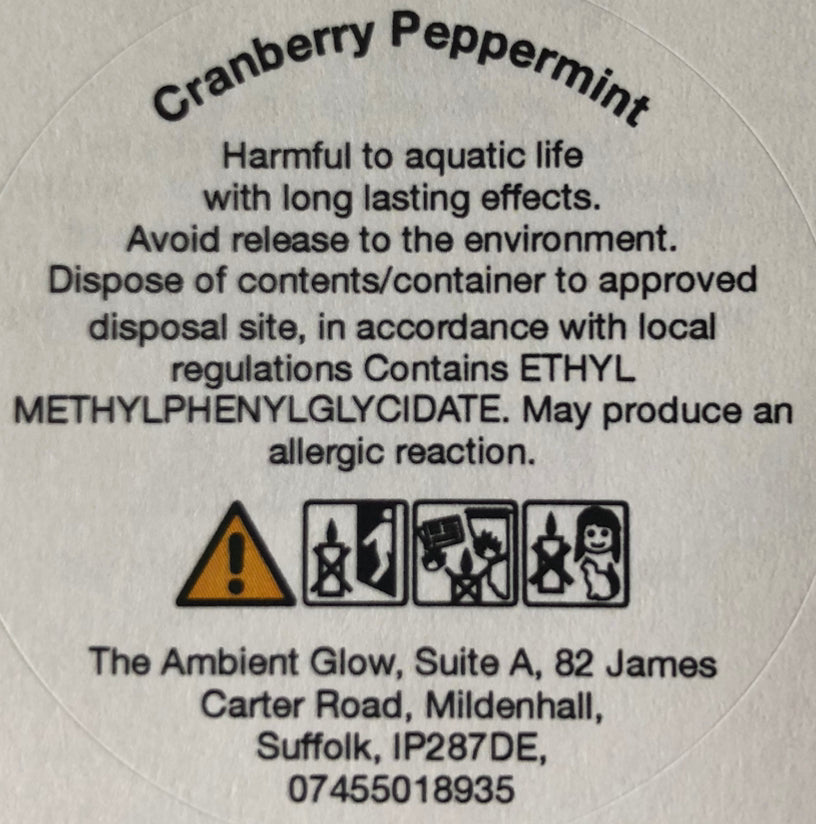 Cranberry Peppermint
Harmful to aquatic life
with long lasting effects.
Avoid release to the environment.
Dispose of contents/container to approved
disposal site, in accordance with local
regulations Contains ETHYL
METHYLPHENYLGLYCIDATE. May produce an
allergic reaction.
The Ambient Glow, Suite A, 82 James
Carter Road, Mildenhall,
Suffolk, IP287DE,
07455018935